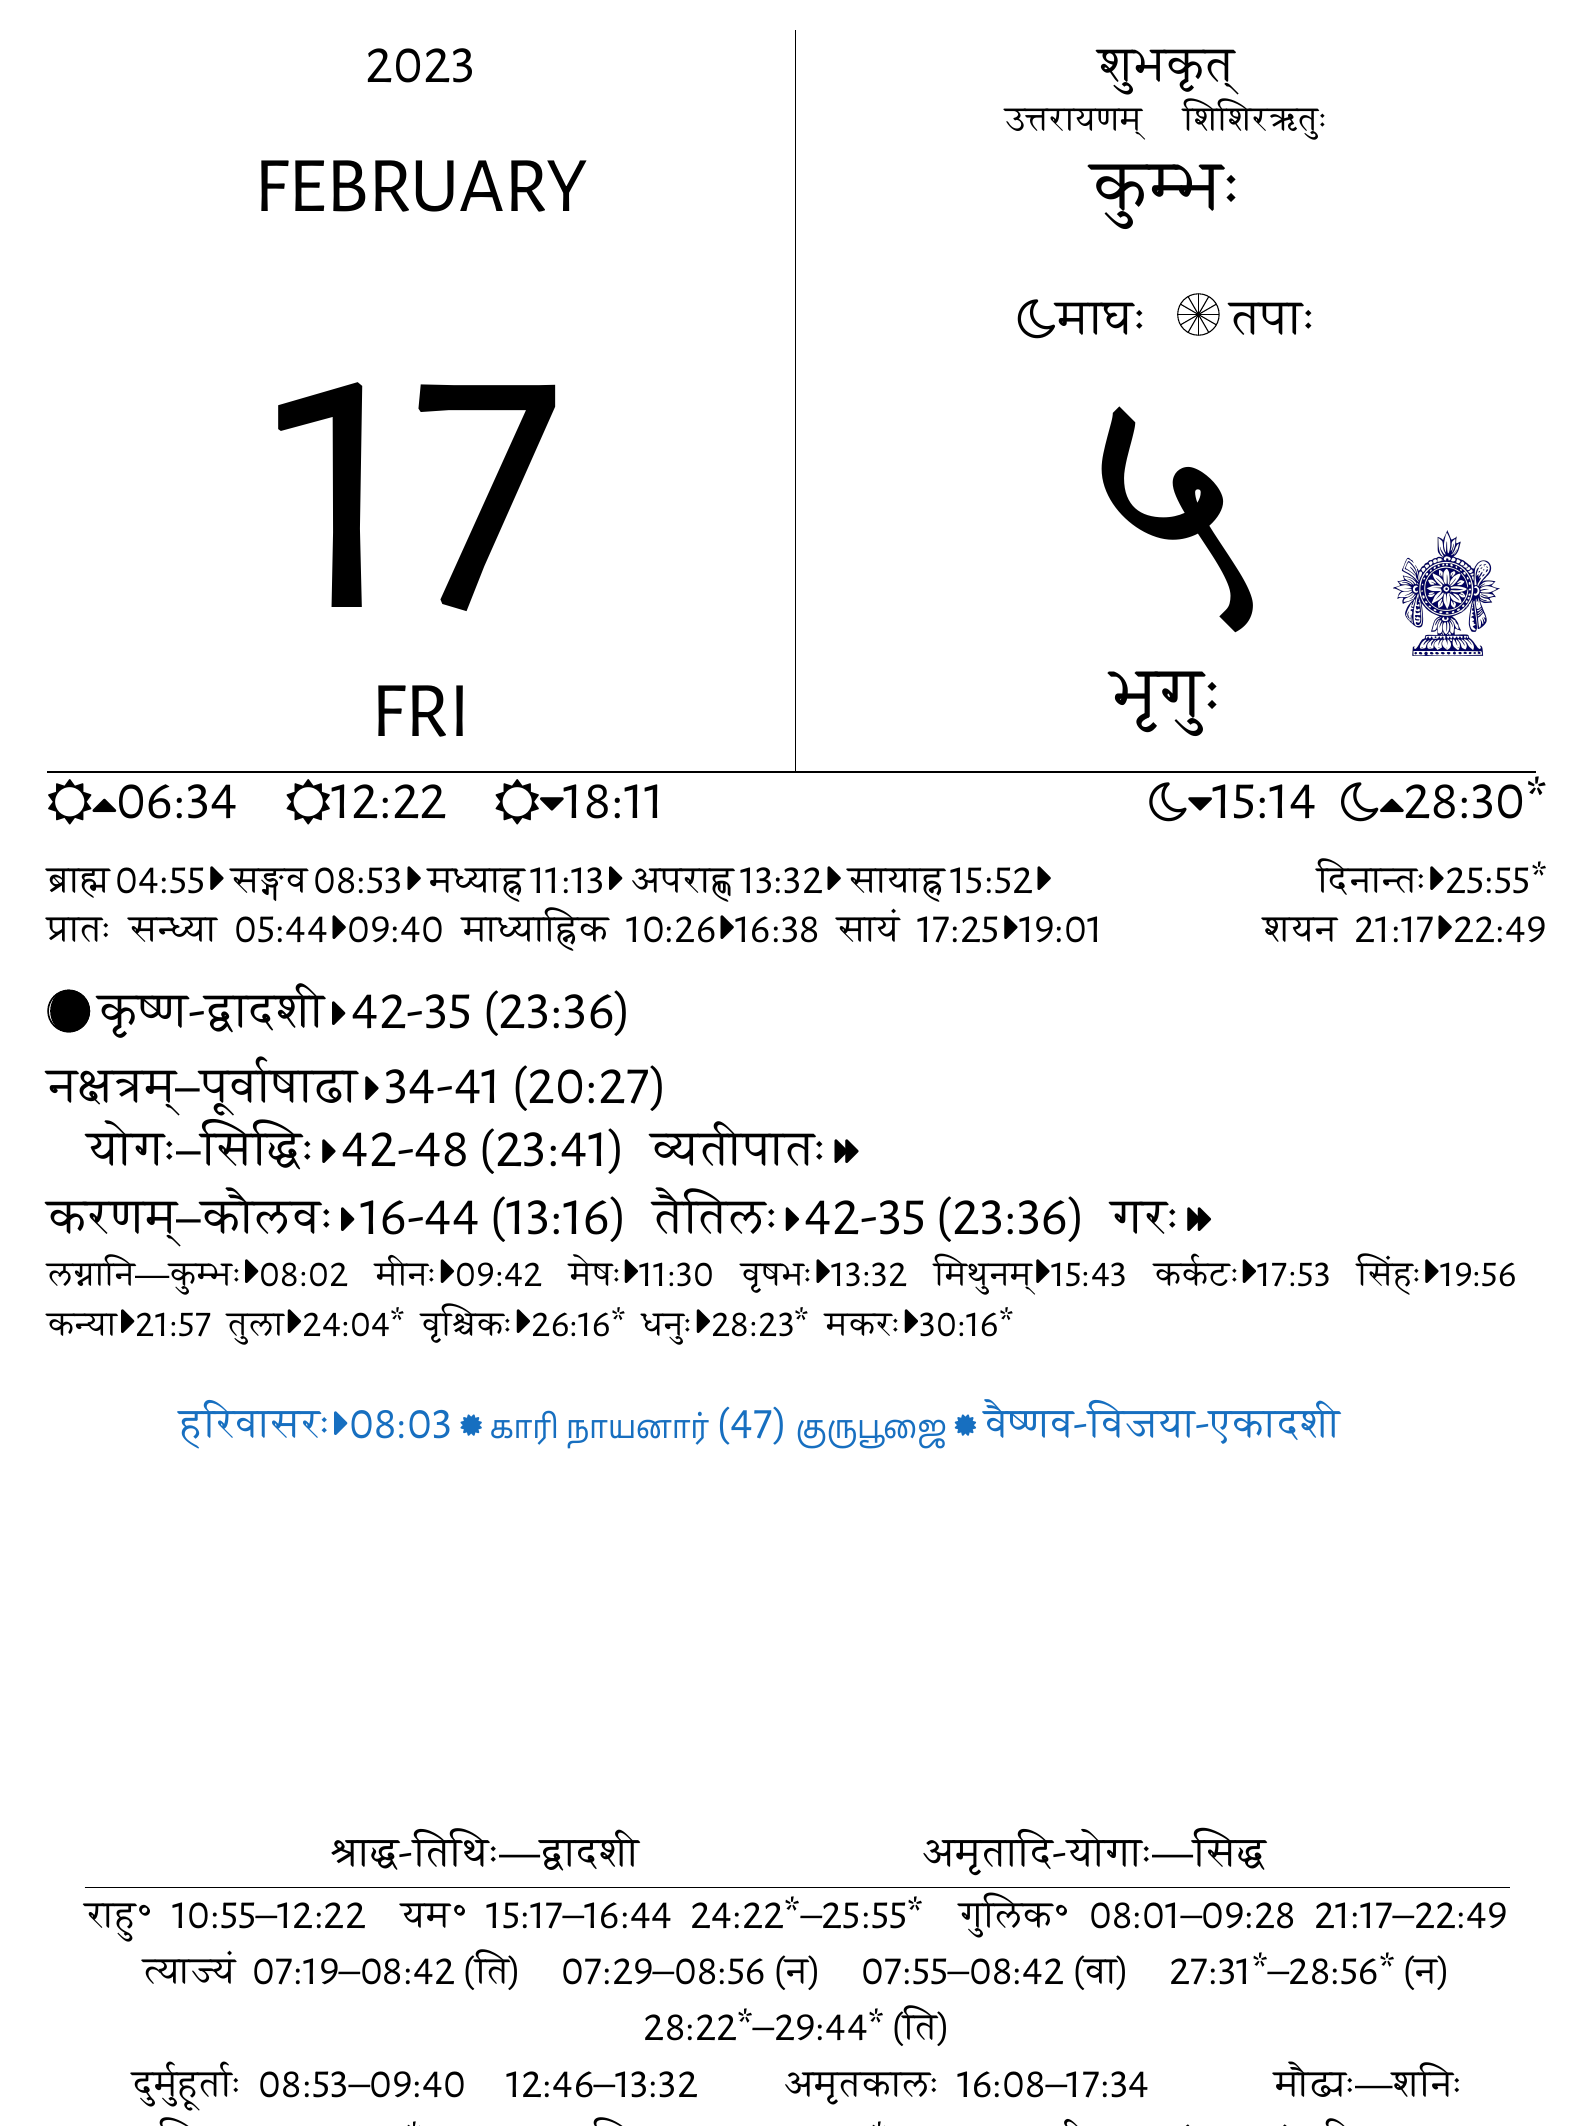 2023
FEBRUARY
17
FRI
शुभकृत्
उत्तरायणम् शिशिरऋतुः
कुम्भः
माघः तपाः
५
भृगुः
06:34 12:22 18:11 15:14 28:30*
ब्राह्म 04:55 सङ्गव 08:53 मध्याह्न 11:13 अपराह्ण 13:32 सायाह्न 15:52 दिनान्तः 25:55*
प्रातः सन्ध्या 05:44 09:40 माध्याह्निक 10:26 16:38 सायं 17:25 19:01 शयन 21:17 22:49
कृष्ण-द्वादशी 42-35 (23:36)
नक्षत्रम्–पूर्वाषाढा 34-41 (20:27)
योगः–सिद्धिः 42-48 (23:41) व्यतीपातः
करणम्–कौलवः 16-44 (13:16) तैतिलः 42-35 (23:36) गरः
लग्नानि—कुम्भः 08:02 मीनः 09:42 मेषः 11:30 वृषभः 13:32 मिथुनम् 15:43 कर्कटः 17:53 सिंहः 19:56
कन्या 21:57 तुला 24:04* वृश्चिकः 26:16* धनुः 28:23* मकरः 30:16*
हरिवासरः 08:03 காரி நாயனார் (47) குருபூஜை वैष्णव-विजया-एकादशी
श्राद्ध-तिथिः—द्वादशी अमृतादि-योगाः—सिद्ध
राहु° 10:55–12:22 यम° 15:17–16:44 24:22*–25:55* गुलिक° 08:01–09:28 21:17–22:49
त्याज्यं 07:19–08:42 (ति) 07:29–08:56 (न) 07:55–08:42 (वा) 27:31*–28:56* (न)
28:22*–29:44* (ति)
दुर्मुहूर्ताः 08:53–09:40 12:46–13:32 अमृतकालः 16:08–17:34 मौढ्यः—शनिः